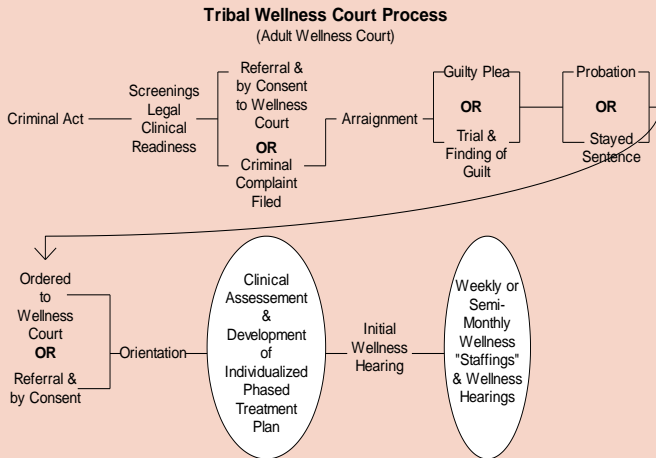 Tribal Wellness Court Process
(Adult Wellness Court)
Criminal Act
Screenings
Legal
Clinical
Readiness
Referral &
by Consent
to Wellness
Court
OR
Criminal
Complaint
Filed
Arraignment
Guilty Plea
OR
Trial &
Finding of
Guilt
Probation
OR
Stayed
Sentence
Ordered
to
Wellness
Court
OR
Referral &
by Consent
Orientation
Clinical
Assessement
&
Development
of
Individualized
Phased
Treatment
Plan
Initial
Wellness
Hearing
Weekly or
Semi-
Monthly
Wellness
"Staffings"
& Wellness
Hearings